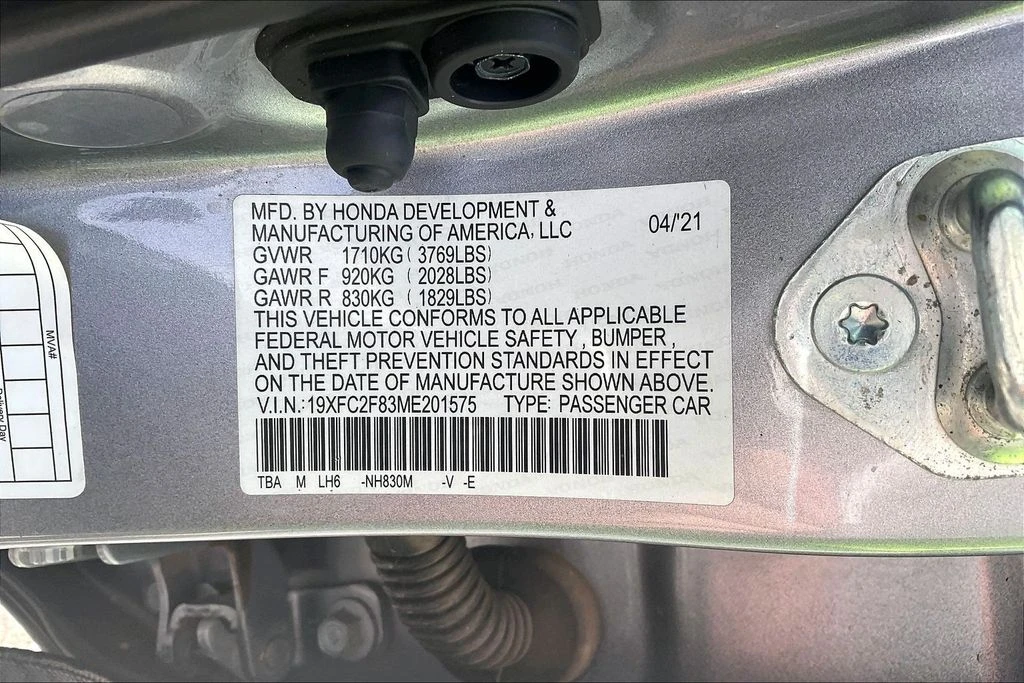 MFD. BY HONDA DEVELOPMENT &
MANUFACTURING OF AMERICA, LLC 04/'21
GVWR 1710KG ( 3769LBS)
GAWR F 920KG ( 2028LBS)
GAWR R 830KG ( 1829LBS)
THIS VEHICLE CONFORMS TO ALL APPLICABLE
FEDERAL MOTOR VEHICLE SAFETY , BUMPER ,
AND THEFT PREVENTION STANDARDS IN EFFECT
ON THE DATE OF MANUFACTURE SHOWN ABOVE.
V.I.N.: 19XFC2F83ME201575 TYPE: PASSENGER CAR
TBA M LH6 -NH830M -V -E
MVA#
Delivery Day